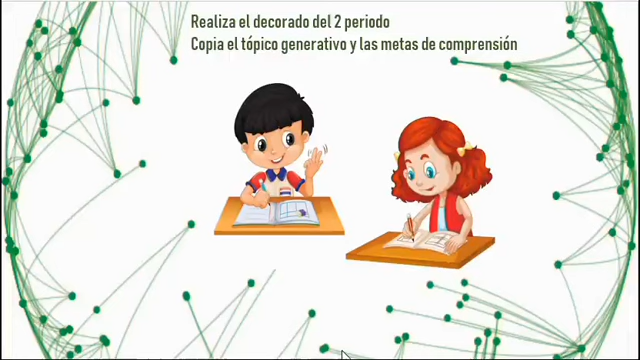 Realiza el decorado del 2 periodo
Copia el tópico generativo y las metas de comprensión